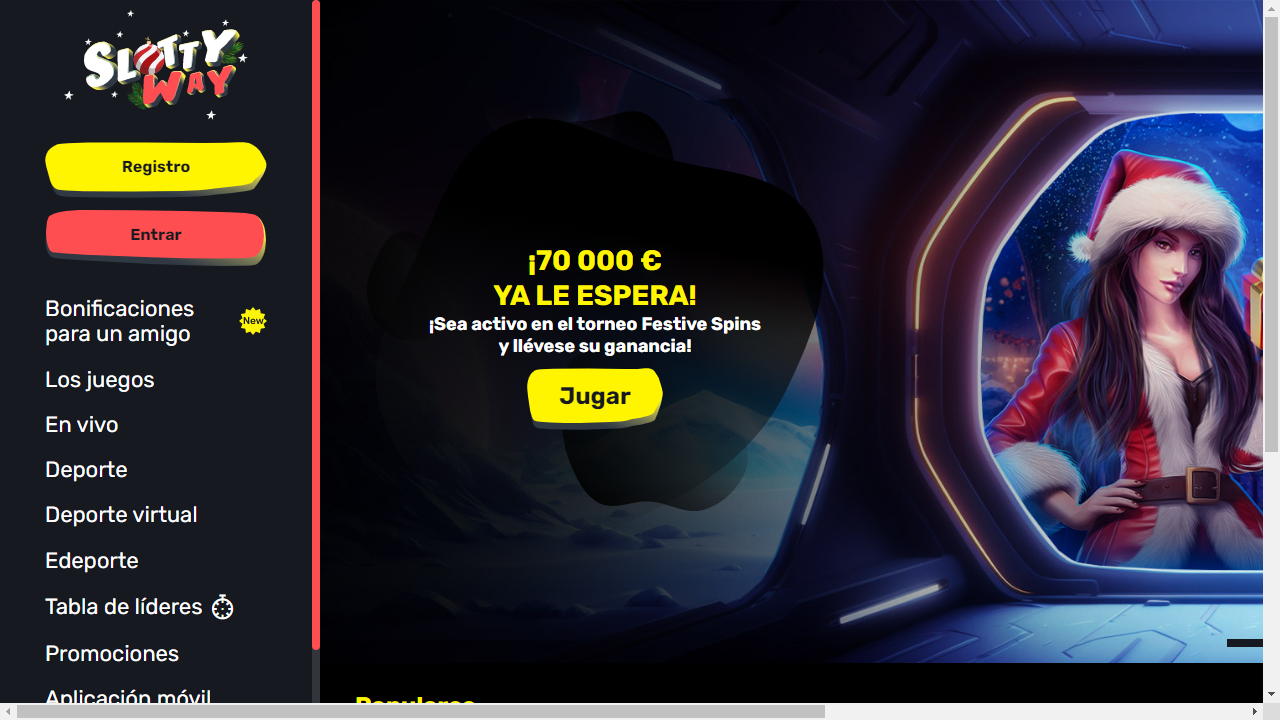 SLOTTY
WAY
Registro
Entrar
Bonificaciones
para un amigo
New
Los juegos
En vivo
Deporte
Deporte virtual
Edeporte
Tabla de líderes
Promociones
Aplicación móvil
¡70 000 €
YA LE ESPERA!
¡Sea activo en el torneo Festive Spins
y llévese su ganancia!
Jugar
Populares